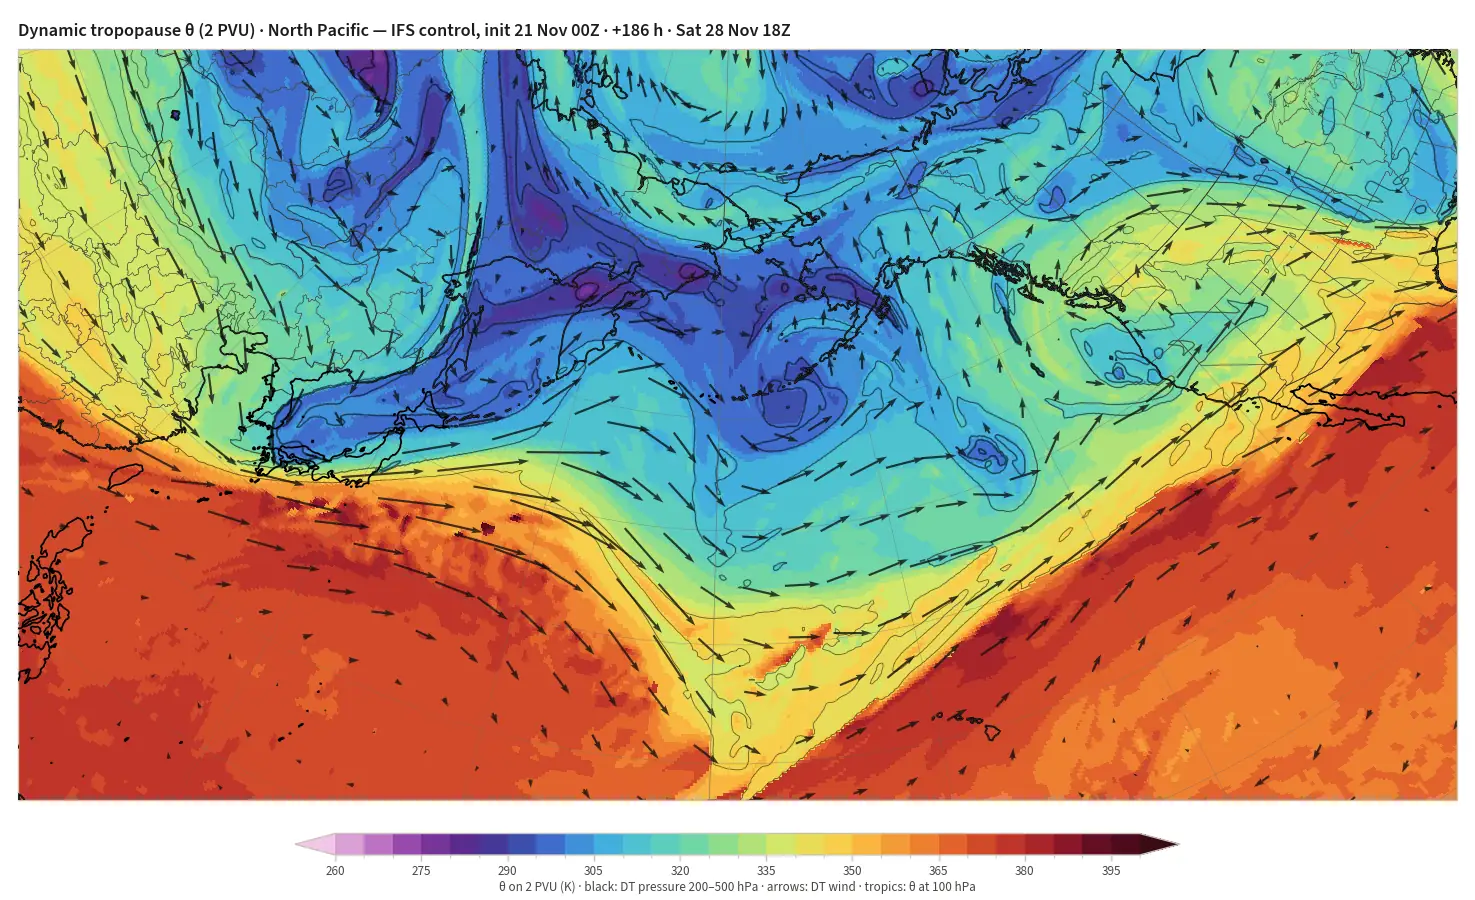 Dynamic tropopause θ (2 PVU) · North Pacific — IFS control, init 21 Nov 00Z · +186 h · Sat 28 Nov 18Z
260 275 290 305 320 335 350 365 380 395
θ on 2 PVU (K) · black: DT pressure 200–500 hPa · arrows: DT wind · tropics: θ at 100 hPa